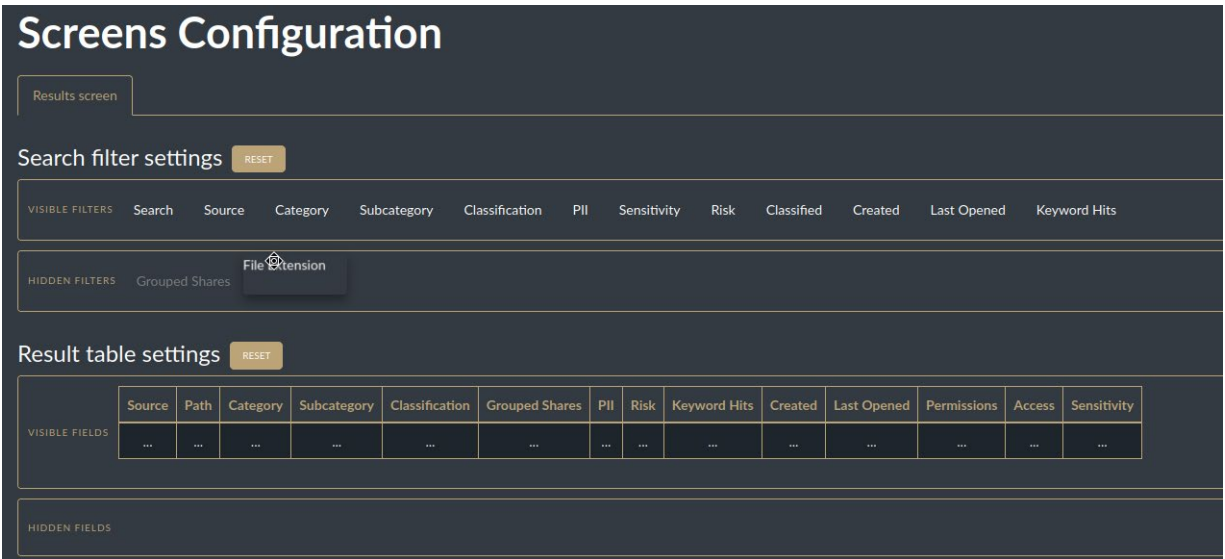 Screens Configuration
Results screen
Search filter settings RESET
VISIBLE FILTERS Search Source Category Subcategory Classification PII Sensitivity Risk Classified Created Last Opened Keyword Hits
File Extension
HIDDEN FILTERS Grouped Shares
Result table settings RESET
Source Path Category Subcategory Classification Grouped Shares PII Risk Keyword Hits Created Last Opened Permissions Access Sensitivity
VISIBLE FIELDS
... ... ... ... ... ... ... ... ... ... ... ... ... ...
HIDDEN FIELDS